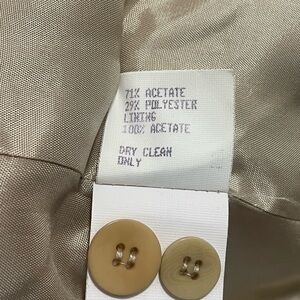 71% ACETATE
29% POLYESTER
LINING
100% ACETATE
DRY CLEAN
ONLY